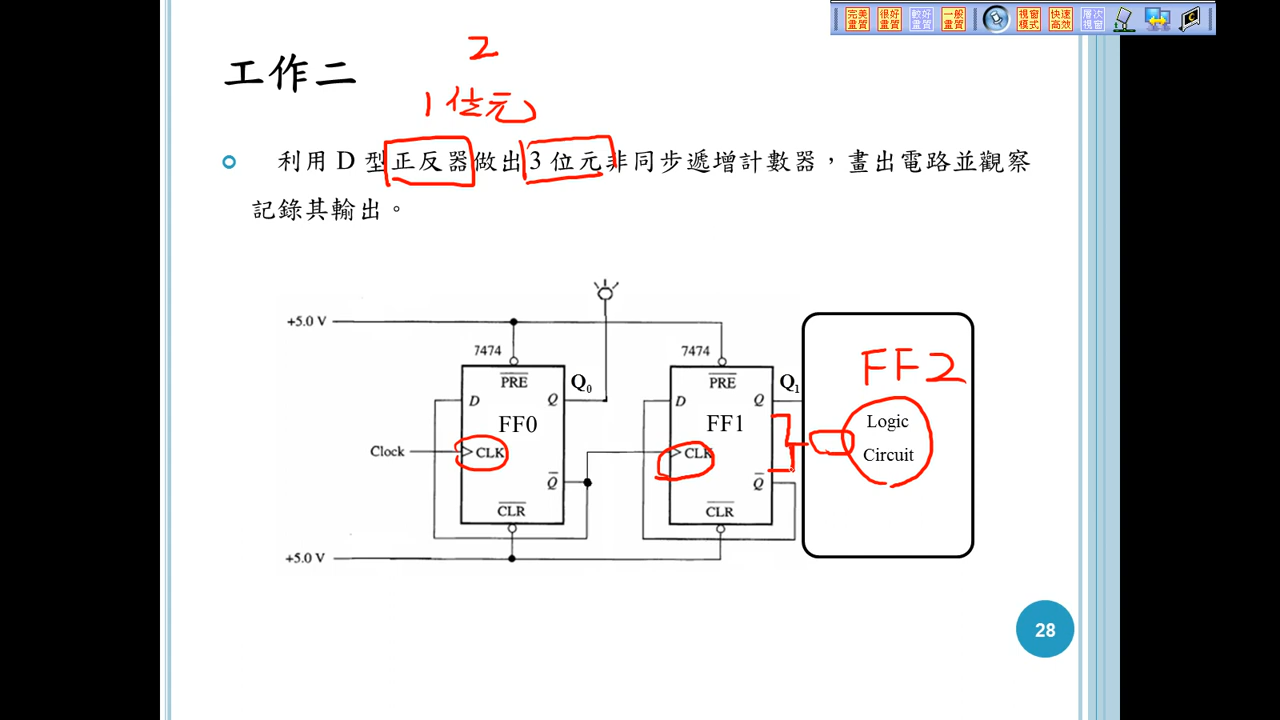 完美畫質 很好畫質 較好畫質 一般畫質 視窗模式 快速高效 層次視窗
工作二
2
1位元
利用 D 型正反器做出 3 位元非同步遞增計數器，畫出電路並觀察
記錄其輸出。
+5.0 V
7474
7474
PRE
Q0
PRE
Q1
FF2
D
Q
D
Q
FF0
FF1
Logic
Circuit
Clock
CLK
CLK
Q
Q
CLR
CLR
+5.0 V
28